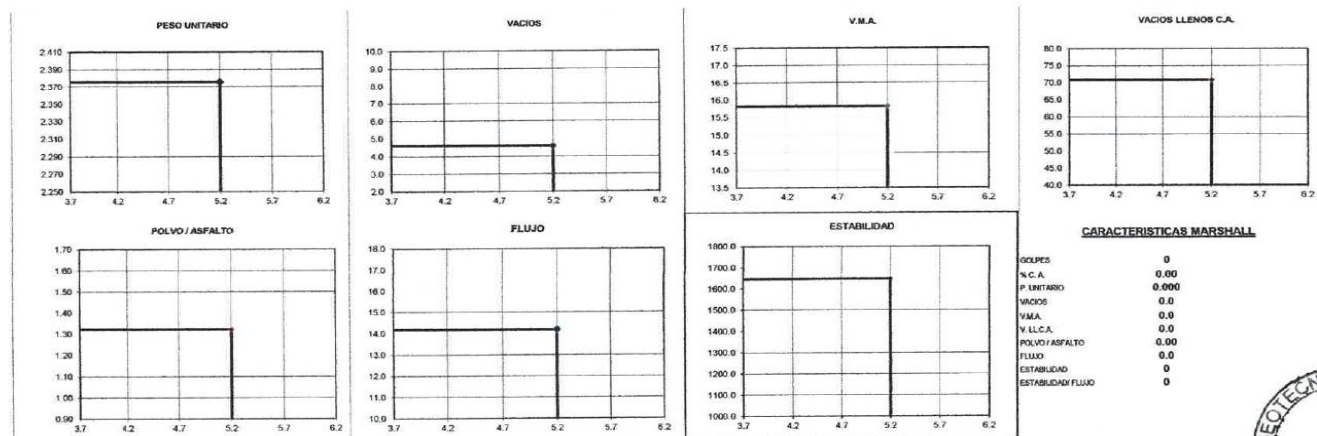 PESO UNITARIO
2.410
2.390
2.370
2.350
2.330
2.310
2.290
2.270
2.250
3.7 4.2 4.7 5.2 5.7 6.2
VACIOS
10.0
9.0
8.0
7.0
6.0
5.0
4.0
3.0
2.0
3.7 4.2 4.7 5.2 5.7 6.2
V.M.A.
17.5
17.0
16.5
16.0
15.5
15.0
14.5
14.0
13.5
3.7 4.2 4.7 5.2 5.7 6.2
VACIOS LLENOS C.A.
80.0
75.0
70.0
65.0
60.0
55.0
50.0
45.0
40.0
3.7 4.2 4.7 5.2 5.7 6.2
POLVO / ASFALTO
1.70
1.60
1.50
1.40
1.30
1.20
1.10
1.00
0.90
3.7 4.2 4.7 5.2 5.7 6.2
FLUJO
18.0
17.0
16.0
15.0
14.0
13.0
12.0
11.0
10.0
3.7 4.2 4.7 5.2 5.7 6.2
ESTABILIDAD
1800.0
1700.0
1600.0
1500.0
1400.0
1300.0
1200.0
1100.0
1000.0
3.7 4.2 4.7 5.2 5.7 6.2
CARACTERISTICAS MARSHALL
GOLPES 0
% C. A. 0.00
P. UNITARIO 0.000
VACIOS 0.0
V.M.A. 0.0
V. LL.C.A. 0.0
POLVO / ASFALTO 0.00
FLUJO 0.0
ESTABILIDAD 0
ESTABILIDAD/ FLUJO 0